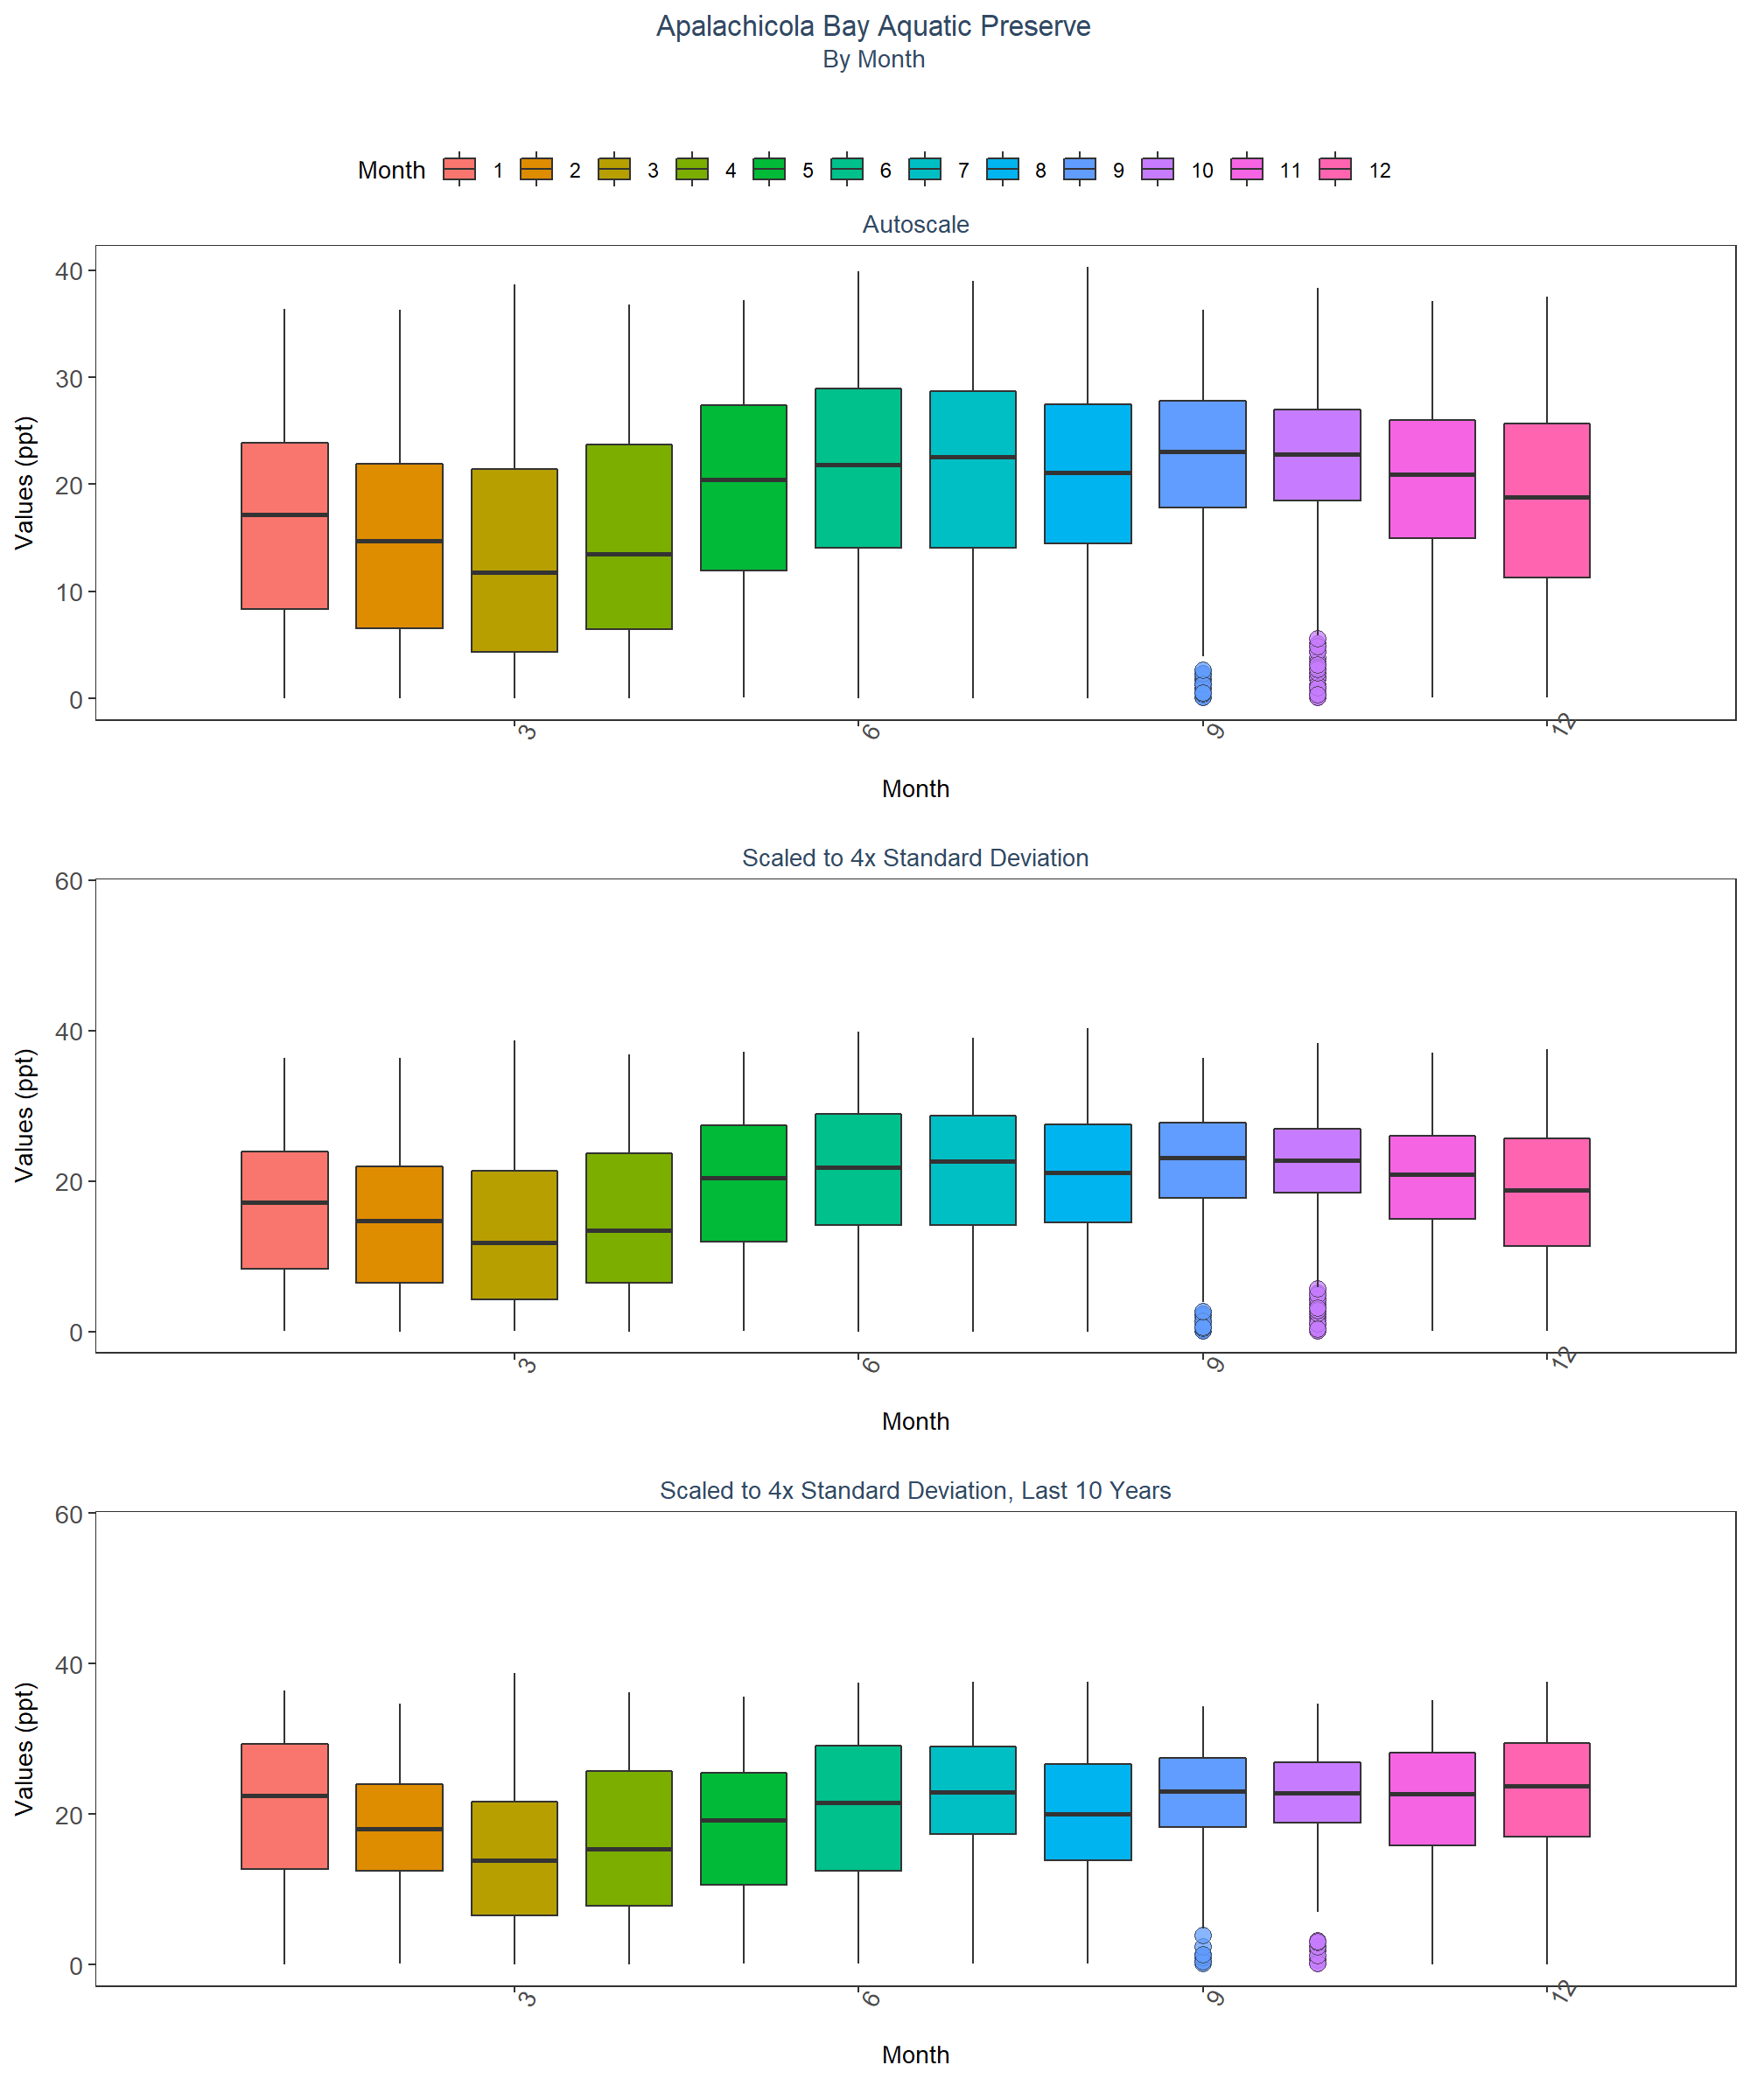 Apalachicola Bay Aquatic Preserve
By Month
Month 1 2 3 4 5 6 7 8 9 10 11 12
Autoscale
Values (ppt)
40
30
20
10
0
3 6 9 12
Month
Scaled to 4x Standard Deviation
Values (ppt)
60
40
20
0
3 6 9 12
Month
Scaled to 4x Standard Deviation, Last 10 Years
Values (ppt)
60
40
20
0
3 6 9 12
Month